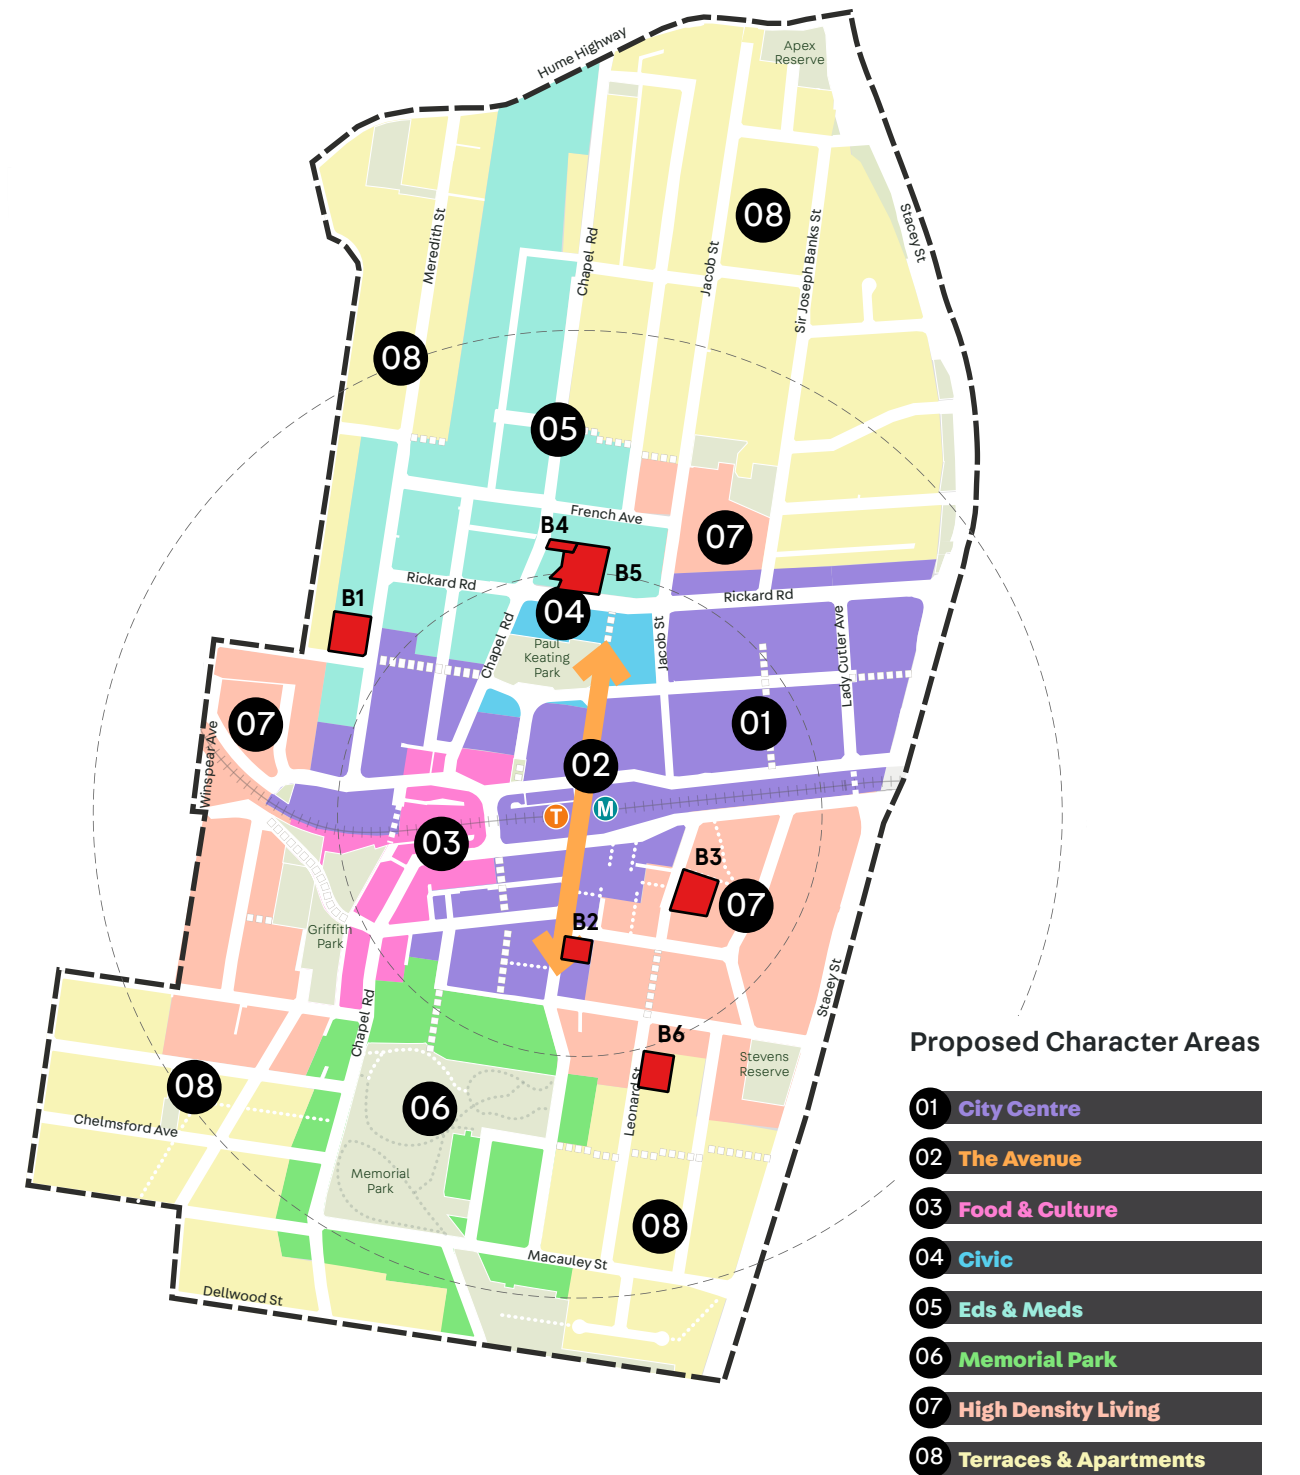 Hume Highway
Apex
Reserve
08
Meredith St
Chapel Rd
Jacob St
Sir Joseph Banks St
Stacey St
08
05
French Ave
B4
07
B5
Rickard Rd
Rickard Rd
B1
04
Paul
Keating
Park
Chapel Rd
Jacob St
Lady Cutler Ave
07
01
Winspear Ave
02
T
M
03
B3
07
B2
Griffith
Park
Chapel Rd
Stacey St
B6
Stevens
Reserve
08
06
Leonard St
Chelmsford Ave
Memorial
Park
08
Macauley St
Dellwood St
Proposed Character Areas
01 City Centre
02 The Avenue
03 Food & Culture
04 Civic
05 Eds & Meds
06 Memorial Park
07 High Density Living
08 Terraces & Apartments